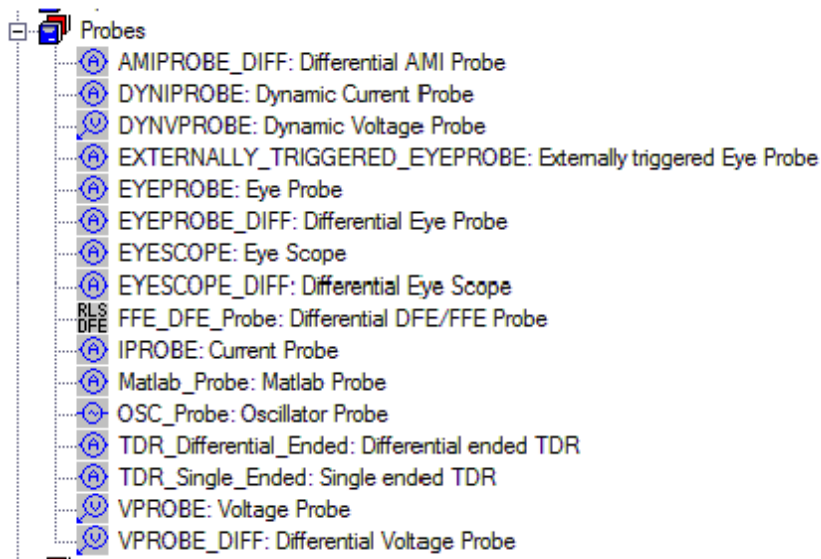 Probes
AMIPROBE_DIFF: Differential AMI Probe
DYNIPROBE: Dynamic Current Probe
DYNVPROBE: Dynamic Voltage Probe
EXTERNALLY_TRIGGERED_EYEPROBE: Externally triggered Eye Probe
EYEPROBE: Eye Probe
EYEPROBE_DIFF: Differential Eye Probe
EYESCOPE: Eye Scope
EYESCOPE_DIFF: Differential Eye Scope
RLS DFE FFE_DFE_Probe: Differential DFE/FFE Probe
IPROBE: Current Probe
Matlab_Probe: Matlab Probe
OSC_Probe: Oscillator Probe
TDR_Differential_Ended: Differential ended TDR
TDR_Single_Ended: Single ended TDR
VPROBE: Voltage Probe
VPROBE_DIFF: Differential Voltage Probe